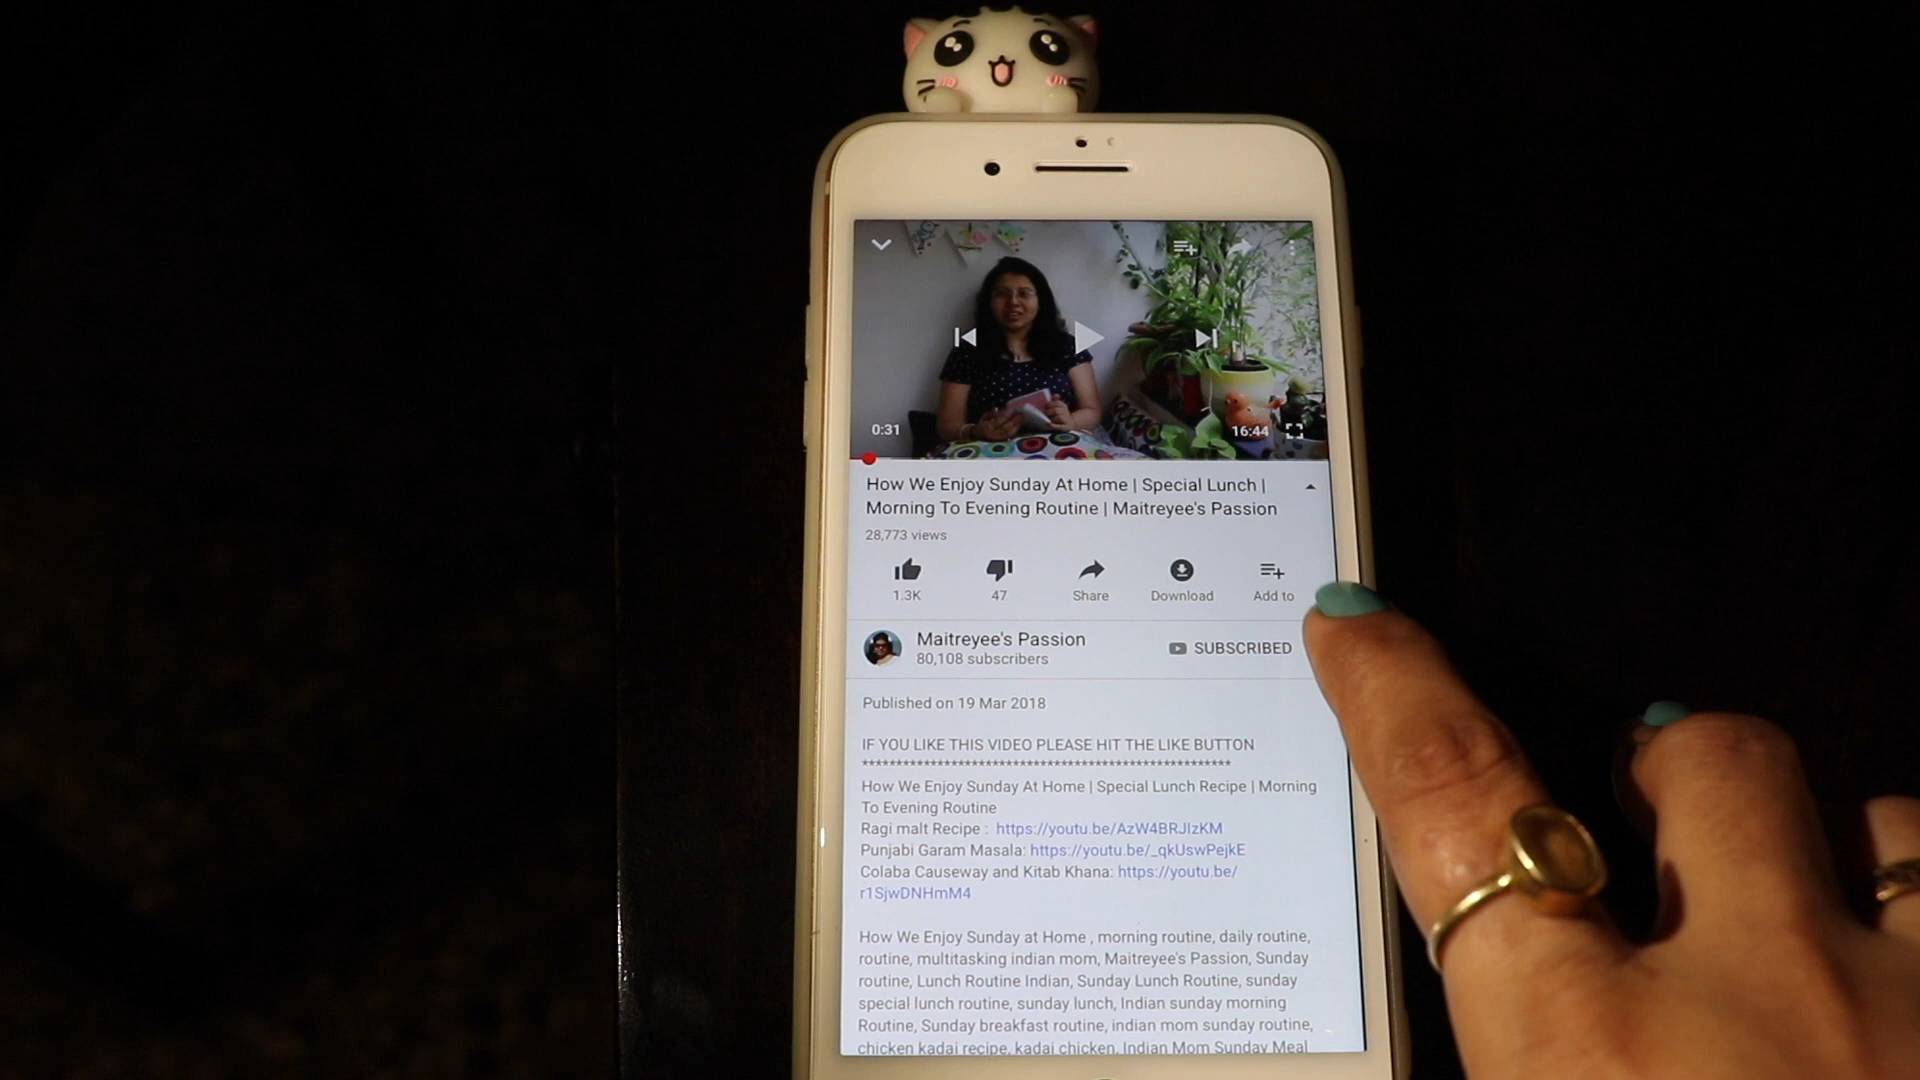 0:31
16:44
How We Enjoy Sunday At Home | Special Lunch |
Morning To Evening Routine | Maitreyee's Passion
28,773 views
1.3K
47
Share
Download
Add to
Maitreyee's Passion
80,108 subscribers
SUBSCRIBED
Published on 19 Mar 2018
IF YOU LIKE THIS VIDEO PLEASE HIT THE LIKE BUTTON
******************************************************
How We Enjoy Sunday At Home | Special Lunch Recipe | Morning
To Evening Routine
Ragi malt Recipe : https://youtu.be/AzW4BRJIzKM
Punjabi Garam Masala: https://youtu.be/_qkUswPejkE
Colaba Causeway and Kitab Khana: https://youtu.be/
r1SjwDNHmM4
How We Enjoy Sunday at Home , morning routine, daily routine,
routine, multitasking indian mom, Maitreyee's Passion, Sunday
routine, Lunch Routine Indian, Sunday Lunch Routine, sunday
special lunch routine, sunday lunch, Indian sunday morning
Routine, Sunday breakfast routine, indian mom sunday routine,
chicken kadai recipe, kadai chicken, Indian Mom Sunday Meal